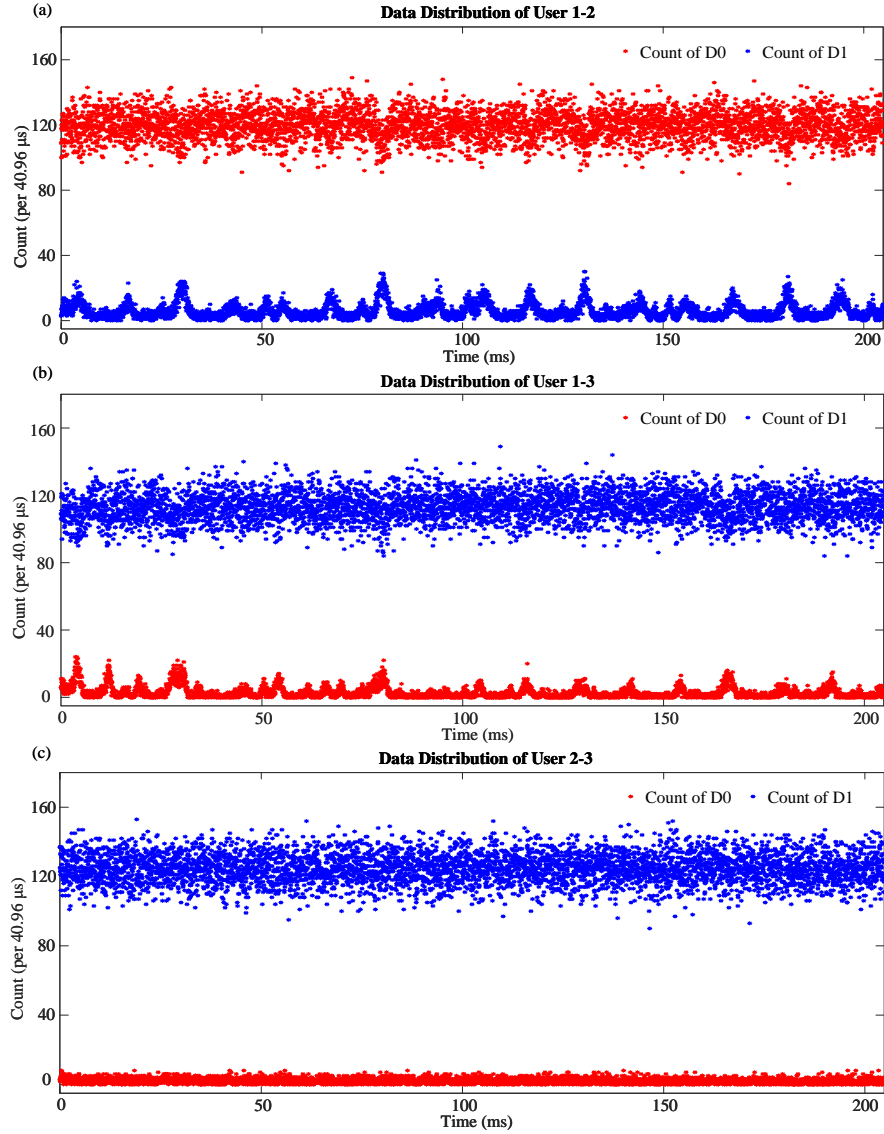 (a)
Data Distribution of User 1-2
Count of D0 Count of D1
160
120
80
40
0
Count (per 40.96 μs)
0 50 100 150 200
Time (ms)
(b)
Data Distribution of User 1-3
Count of D0 Count of D1
160
120
80
40
0
Count (per 40.96 μs)
0 50 100 150 200
Time (ms)
(c)
Data Distribution of User 2-3
Count of D0 Count of D1
160
120
80
40
0
Count (per 40.96 μs)
0 50 100 150 200
Time (ms)